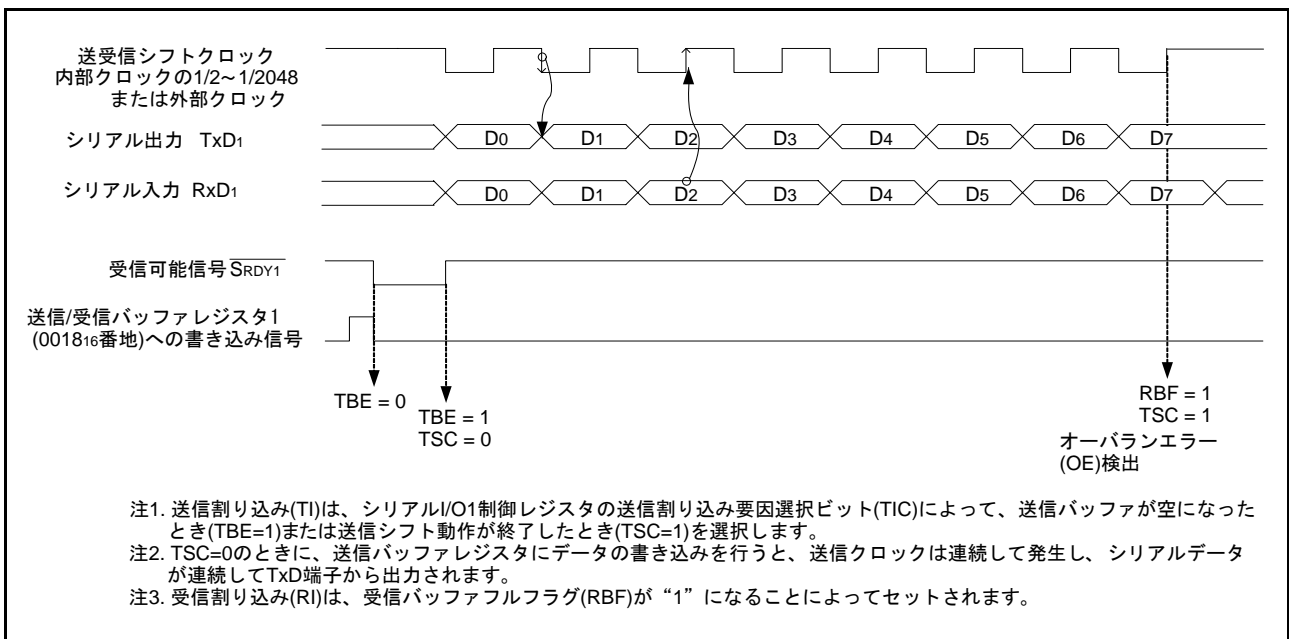 送受信シフトクロック
内部クロックの1/2～1/2048
または外部クロック
シリアル出力 TxD1
D0 D1 D2 D3 D4 D5 D6 D7
シリアル入力 RxD1
D0 D1 D2 D3 D4 D5 D6 D7
受信可能信号 SRDY1
送信/受信バッファレジスタ1
(001816番地)への書き込み信号
TBE = 0
TBE = 1
TSC = 0
RBF = 1
TSC = 1
オーバランエラー
(OE)検出
注1. 送信割り込み(TI)は、シリアルI/O1制御レジスタの送信割り込み要因選択ビット(TIC)によって、送信バッファが空になった
とき(TBE=1)または送信シフト動作が終了したとき(TSC=1)を選択します。
注2. TSC=0のときに、送信バッファレジスタにデータの書き込みを行うと、送信クロックは連続して発生し、シリアルデータ
が連続してTxD端子から出力されます。
注3. 受信割り込み(RI)は、受信バッファフルフラグ(RBF)が“1”になることによってセットされます。